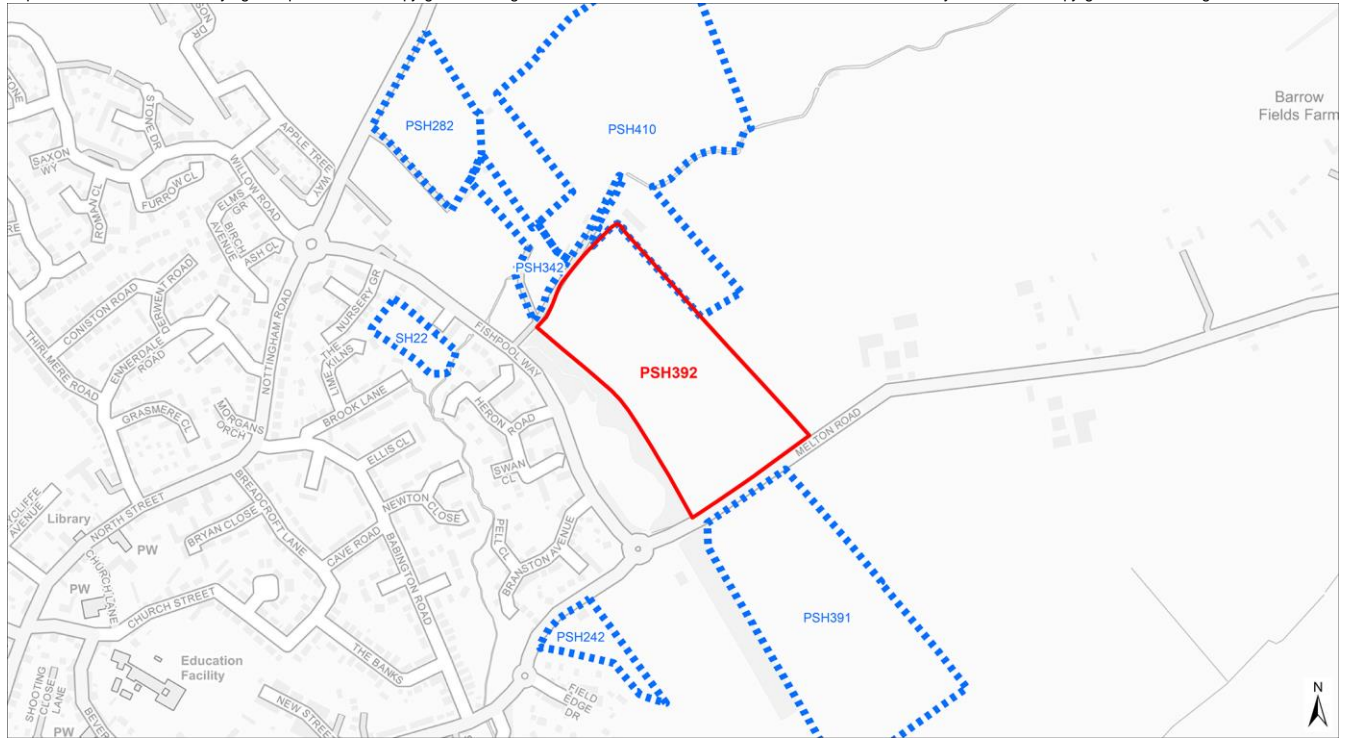 Barrow
Fields Farm
PSH282
PSH410
STONE DR
APPLE TREE
WAY
SAXON
WY
ROMAN CL
FURROW CL
WILLOW ROAD
ELMS
GR
BIRCH
AVENUE
ASH CL
PSH342
CONISTON ROAD
DERWENT ROAD
ENNERDALE
ROAD
THIRLMERE ROAD
NOTTINGHAM ROAD
NURSERY GR
THE
KILNS
LIME
SH22
FISHPOOL WAY
PSH392
GRASMERE CL
MORGANS
ORCH
BROOK LANE
HERON ROAD
MELTON ROAD
ELLIS CL
SWAN
CL
AVENUE
NORTH STREET
Library
PW
BRYAN CLOSE
BREADCROFT LANE
CAVE ROAD
NEWTON
CLOSE
BABINGTON
ROAD
PELL CL
BRANSTON AVENUE
PW
CHURCH
LANE
CHURCH STREET
PSH242
PSH391
Education
Facility
THE BANKS
SHOOTING
CLOSE
LANE
NEW STREET
FIELD
EDGE
DR
PW
N